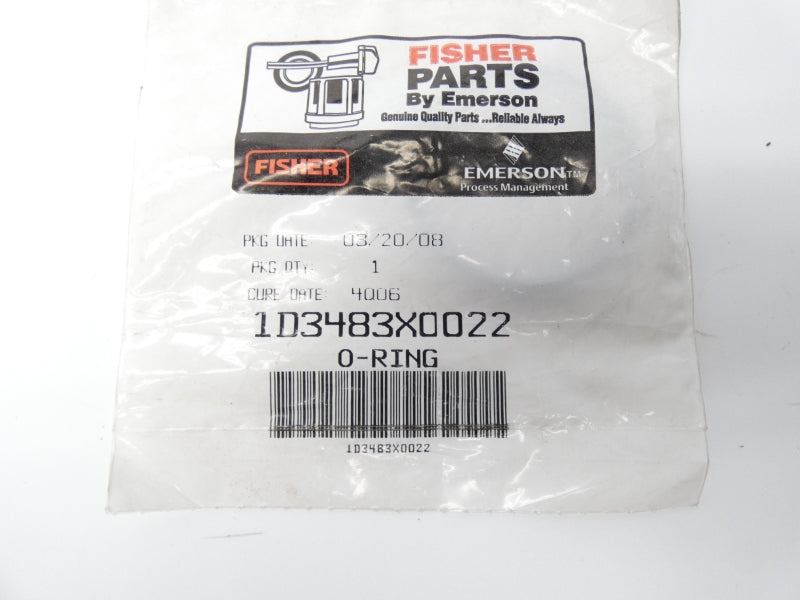 FISHER
PARTS
By Emerson
Genuine Quality Parts ...Reliable Always
FISHER
EMERSON™
Process Management
PKG DATE: 03/20/08
PKG QTY: 1
CURE DATE: 4Q06
1D3483X0022
O-RING
1D3483X0022